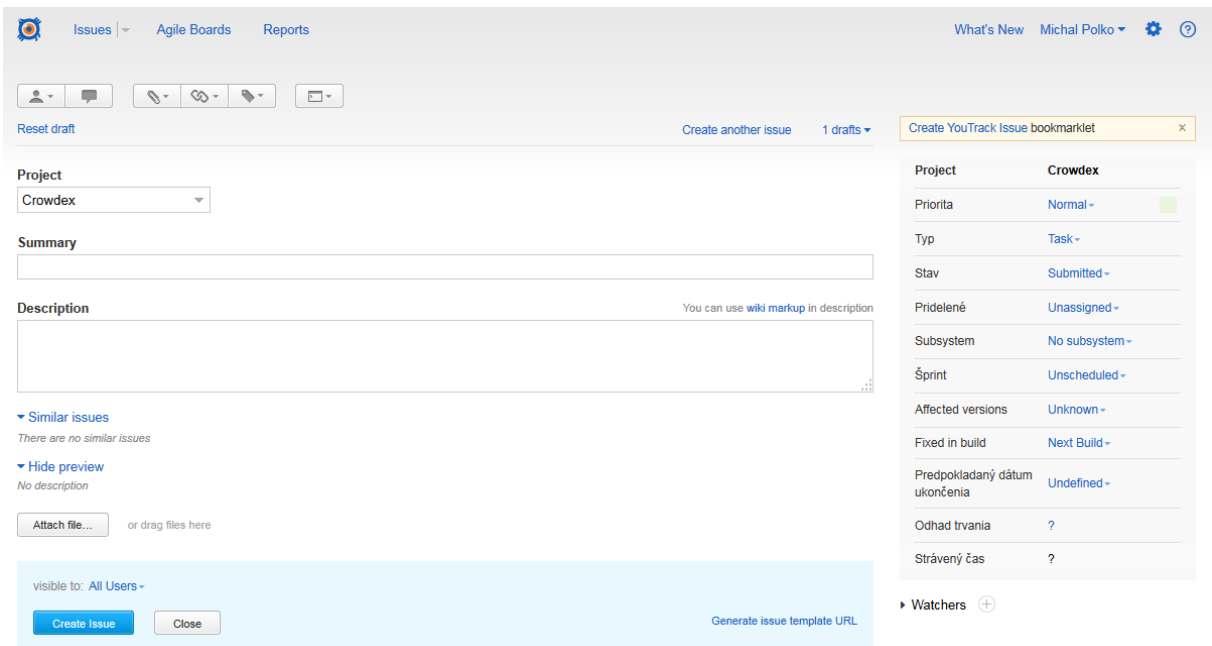 Issues Agile Boards Reports What's New Michal Polko
Reset draft Create another issue 1 drafts
Project
Crowdex
Summary
Description You can use wiki markup in description
Similar issues
There are no similar issues
Hide preview
No description
Attach file... or drag files here
visible to: All Users
Create Issue Close Generate issue template URL
Create YouTrack Issue bookmarklet ×
Project Crowdex
Priorita Normal
Typ Task
Stav Submitted
Pridelené Unassigned
Subsystem No subsystem
Šprint Unscheduled
Affected versions Unknown
Fixed in build Next Build
Predpokladaný dátum
ukončenia Undefined
Odhad trvania ?
Strávený čas ?
Watchers